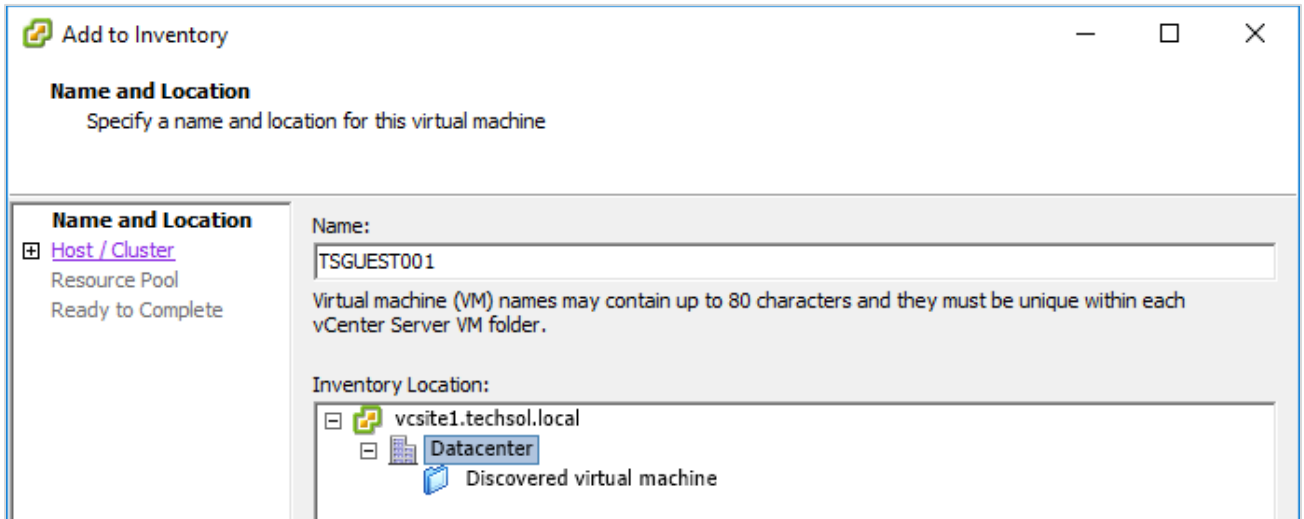 Add to Inventory
Name and Location
Specify a name and location for this virtual machine
Name and Location
Host / Cluster
Resource Pool
Ready to Complete
Name:
TSGUEST001
Virtual machine (VM) names may contain up to 80 characters and they must be unique within each
vCenter Server VM folder.
Inventory Location:
vcsite1.techsol.local
Datacenter
Discovered virtual machine